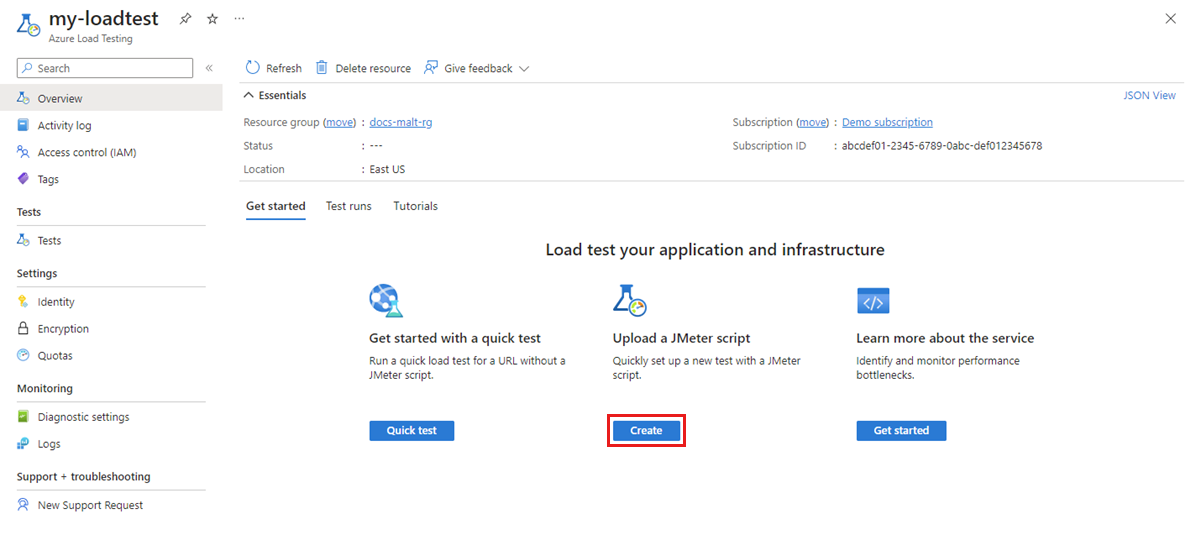 my-loadtest
Azure Load Testing
Search
Overview
Activity log
Access control (IAM)
Tags
Tests
Tests
Settings
Identity
Encryption
Quotas
Monitoring
Diagnostic settings
Logs
Support + troubleshooting
New Support Request
Refresh Delete resource Give feedback
Essentials JSON View
Resource group (move) : docs-malt-rg Subscription (move) : Demo subscription
Status : --- Subscription ID : abcdef01-2345-6789-0abc-def012345678
Location : East US
Get started Test runs Tutorials
Load test your application and infrastructure
Get started with a quick test
Run a quick load test for a URL without a
JMeter script.
Quick test
Upload a JMeter script
Quickly set up a new test with a JMeter
script.
Create
Learn more about the service
Identify and monitor performance
bottlenecks.
Get started